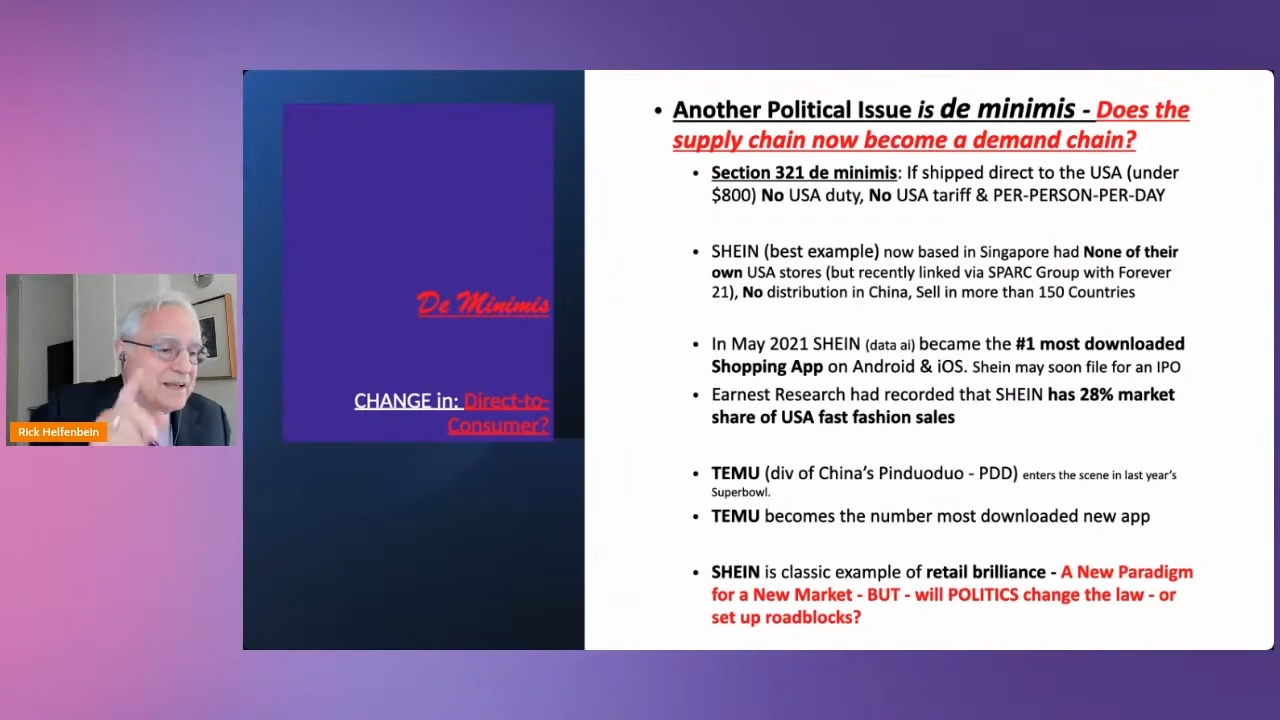 Rick Helfenbein
De Minimis
CHANGE in: Direct-to-
Consumer?
• Another Political Issue is de minimis - Does the
supply chain now become a demand chain?
• Section 321 de minimis: If shipped direct to the USA (under
$800) No USA duty, No USA tariff & PER-PERSON-PER-DAY
• SHEIN (best example) now based in Singapore had None of their
own USA stores (but recently linked via SPARC Group with Forever
21), No distribution in China, Sell in more than 150 Countries
• In May 2021 SHEIN (data ai) became the #1 most downloaded
Shopping App on Android & iOS. Shein may soon file for an IPO
• Earnest Research had recorded that SHEIN has 28% market
share of USA fast fashion sales
• TEMU (div of China's Pinduoduo - PDD) enters the scene in last year's
Superbowl.
• TEMU becomes the number most downloaded new app
• SHEIN is classic example of retail brilliance - A New Paradigm
for a New Market - BUT - will POLITICS change the law - or
set up roadblocks?